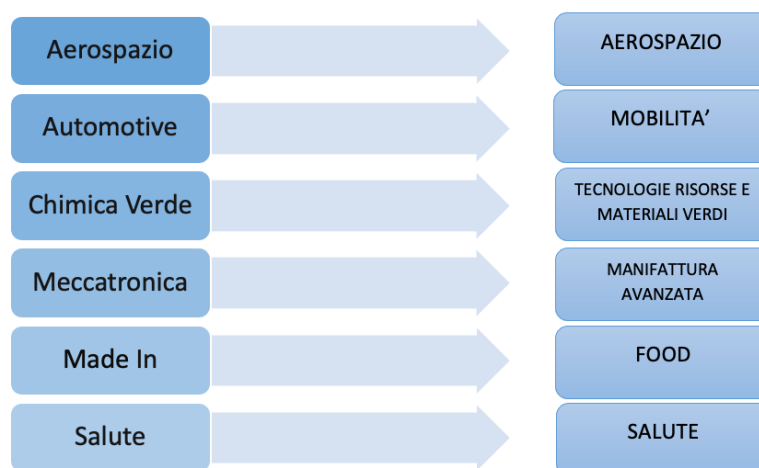 Aerospazio
AEROSPAZIO
Automotive
MOBILITA’
Chimica Verde
TECNOLOGIE RISORSE E
MATERIALI VERDI
Meccatronica
MANIFATTURA
AVANZATA
Made In
FOOD
Salute
SALUTE